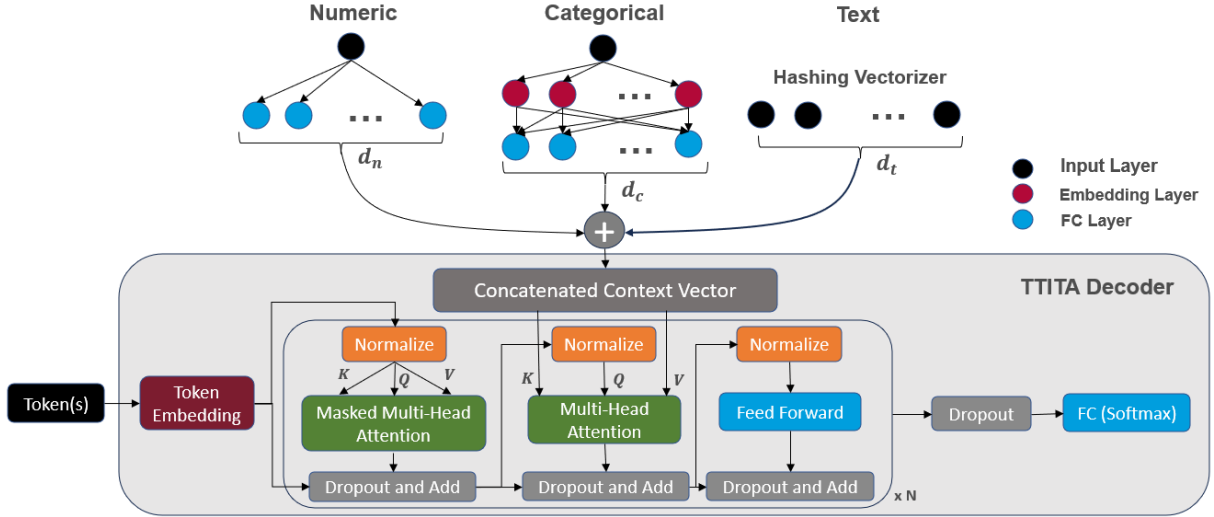 Numeric
Categorical
Text
Hashing Vectorizer
...
...
...
...
d_n
d_c
d_t
Input Layer
Embedding Layer
FC Layer
+
TTITA Decoder
Concatenated Context Vector
Normalize
Normalize
Normalize
K
Q
V
K
Q
V
Token(s)
Token
Embedding
Masked Multi-Head
Attention
Multi-Head
Attention
Feed Forward
Dropout
FC (Softmax)
Dropout and Add
Dropout and Add
Dropout and Add
x N